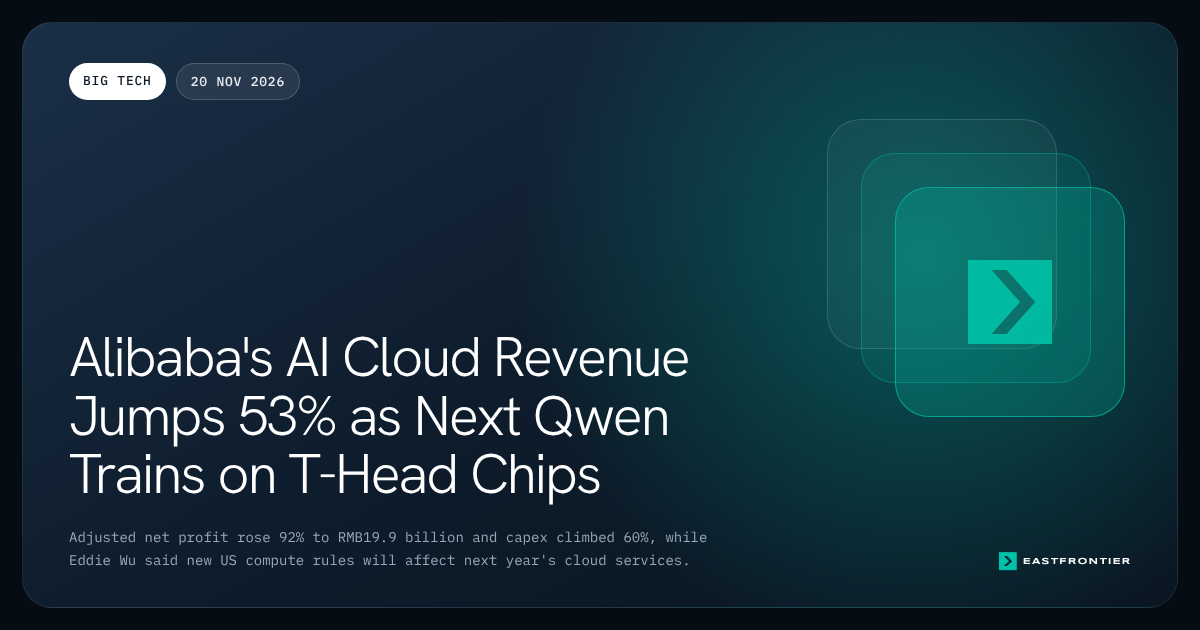 BIG TECH
20 NOV 2026
Alibaba's AI Cloud Revenue
Jumps 53% as Next Qwen
Trains on T-Head Chips
Adjusted net profit rose 92% to RMB19.9 billion and capex climbed 60%, while
Eddie Wu said new US compute rules will affect next year's cloud services.
EASTFRONTIER